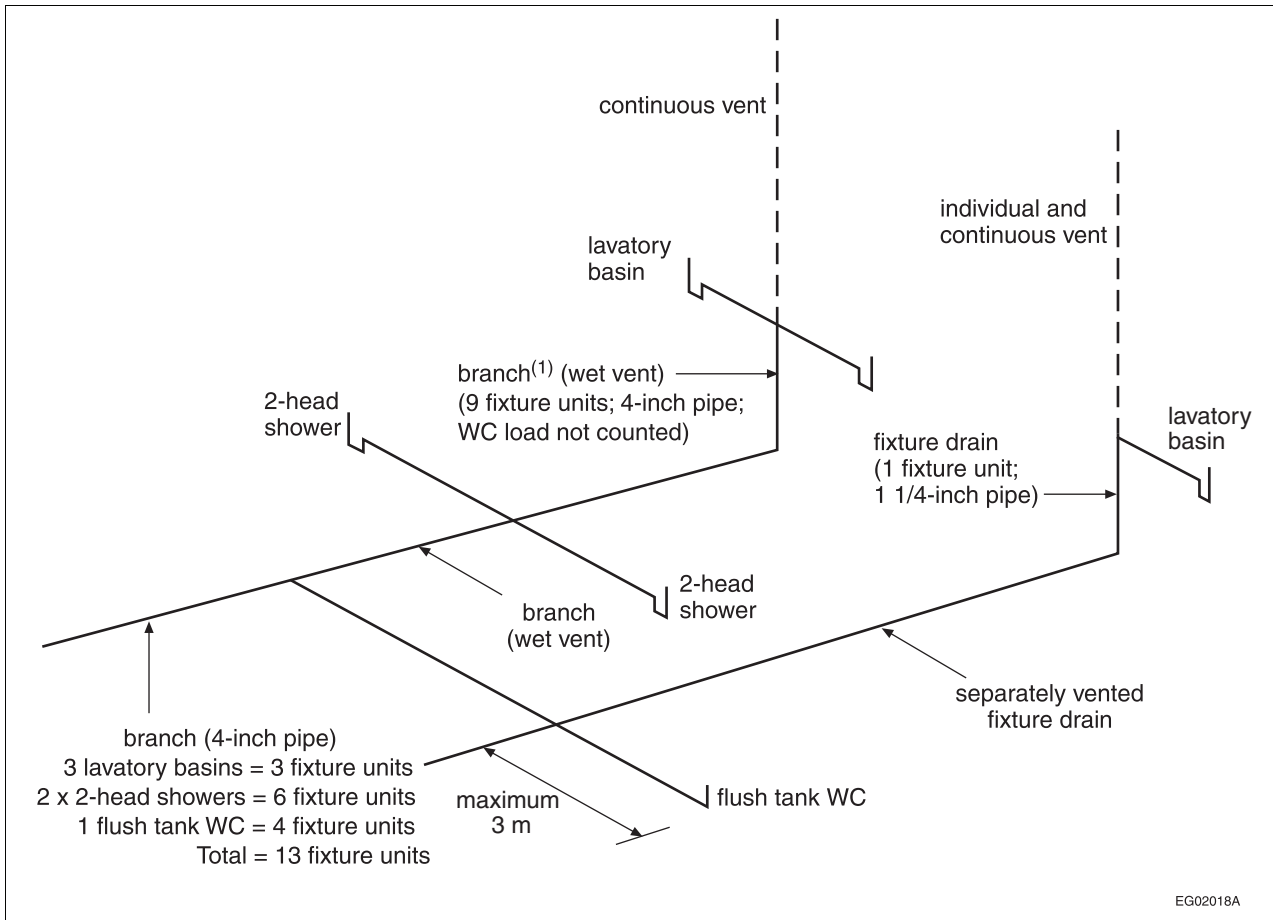 continuous vent
individual and
continuous vent
lavatory
basin
branch(1) (wet vent)
(9 fixture units; 4-inch pipe;
WC load not counted)
2-head
shower
lavatory
basin
fixture drain
(1 fixture unit;
1 1/4-inch pipe)
2-head
shower
branch
(wet vent)
separately vented
fixture drain
branch (4-inch pipe)
3 lavatory basins = 3 fixture units
2 x 2-head showers = 6 fixture units
1 flush tank WC = 4 fixture units
Total = 13 fixture units
maximum
3 m
flush tank WC
EG02018A